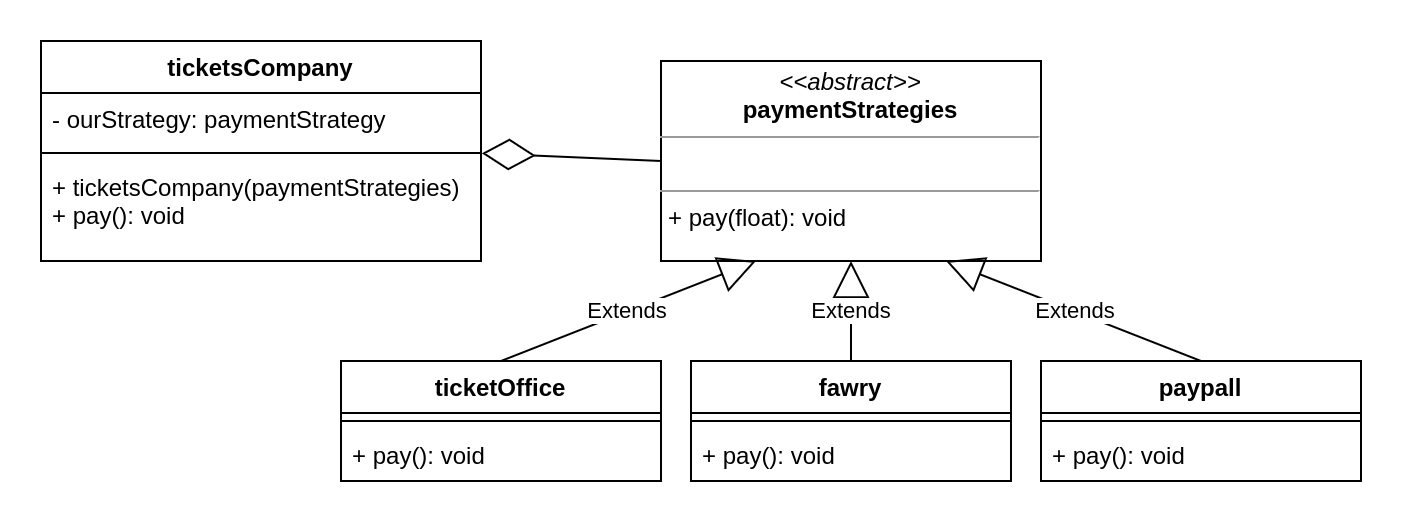 ticketsCompany
- ourStrategy: paymentStrategy
+ ticketsCompany(paymentStrategies)
+ pay(): void
<<abstract>>
paymentStrategies
+ pay(float): void
Extends
Extends
Extends
ticketOffice
+ pay(): void
fawry
+ pay(): void
paypall
+ pay(): void